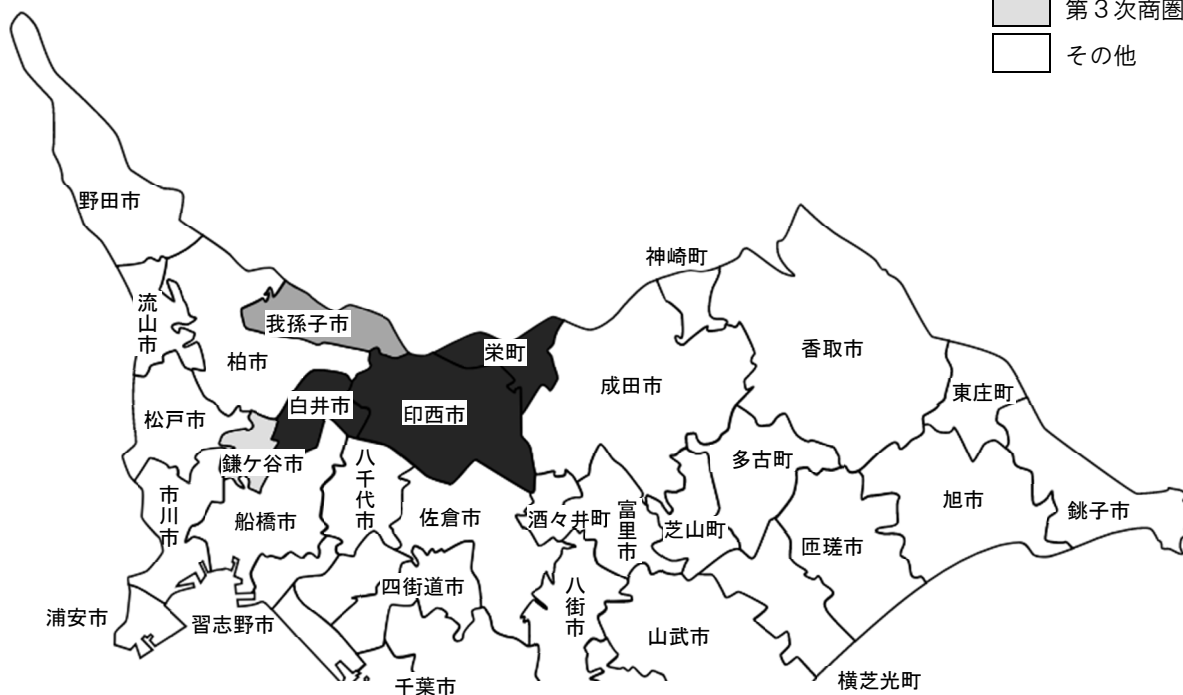 第３次商圏
その他
野田市
神崎町
流山市
我孫子市
香取市
柏市
栄町
成田市
東庄町
松戸市
白井市
印西市
鎌ケ谷市
八千代市
多古町
市川市
船橋市
佐倉市
酒々井町
富里市
芝山町
旭市
銚子市
匝瑳市
四街道市
八街市
浦安市
習志野市
山武市
千葉市
横芝光町